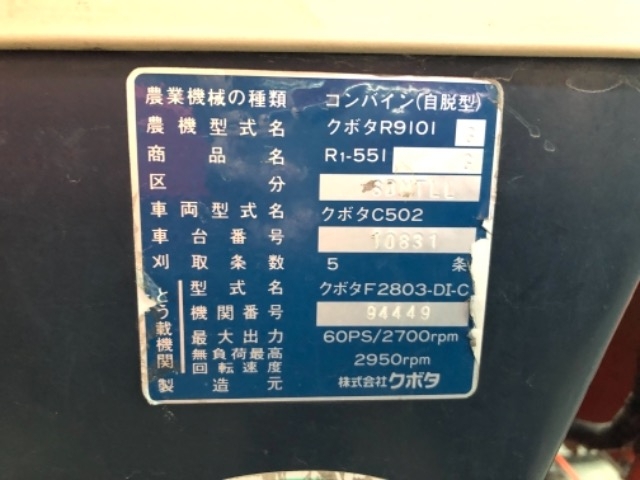 農業機械の種類 コンバイン(自脱型)
農機型式名 クボタR9101
商品名 R1-551 G
区分
車両型式名 クボタC502
車台番号 10831
刈取条数 5 条
とう載機関
型式名 クボタF2803-DI-C
機関番号 94449
最大出力 60PS/2700rpm
無負荷最高回転速度 2950rpm
製造元 株式会社クボタ